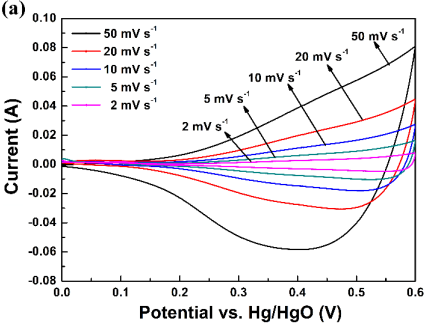 (a)
50 mV s⁻¹
20 mV s⁻¹
10 mV s⁻¹
5 mV s⁻¹
2 mV s⁻¹
50 mV s⁻¹
20 mV s⁻¹
10 mV s⁻¹
5 mV s⁻¹
2 mV s⁻¹
Current (A)
0.10
0.08
0.06
0.04
0.02
0.00
-0.02
-0.04
-0.06
-0.08
0.0 0.1 0.2 0.3 0.4 0.5 0.6
Potential vs. Hg/HgO (V)